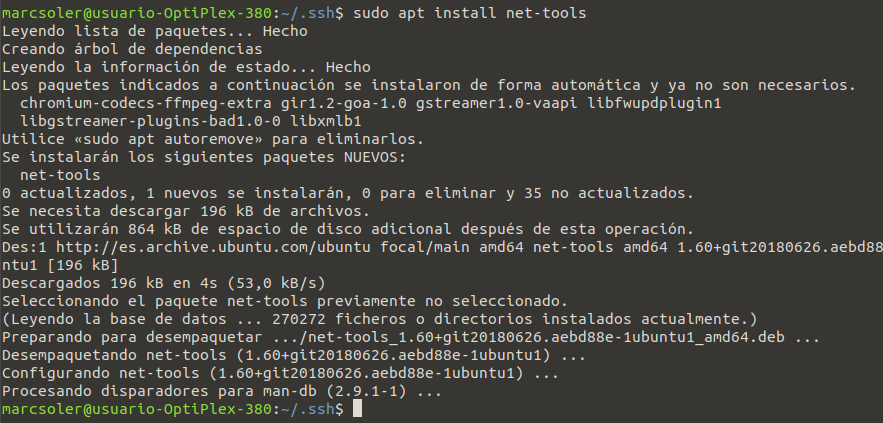 marcsoler@usuario-OptiPlex-380:~/.ssh$ sudo apt install net-tools
Leyendo lista de paquetes... Hecho
Creando árbol de dependencias
Leyendo la información de estado... Hecho
Los paquetes indicados a continuación se instalaron de forma automática y ya no son necesarios.
  chromium-codecs-ffmpeg-extra gir1.2-goa-1.0 gstreamer1.0-vaapi libfwupdplugin1
  libgstreamer-plugins-bad1.0-0 libxmlb1
Utilice «sudo apt autoremove» para eliminarlos.
Se instalarán los siguientes paquetes NUEVOS:
  net-tools
0 actualizados, 1 nuevos se instalarán, 0 para eliminar y 35 no actualizados.
Se necesita descargar 196 kB de archivos.
Se utilizarán 864 kB de espacio de disco adicional después de esta operación.
Des:1 http://es.archive.ubuntu.com/ubuntu focal/main amd64 net-tools amd64 1.60+git20180626.aebd88
ntu1 [196 kB]
Descargados 196 kB en 4s (53,0 kB/s)
Seleccionando el paquete net-tools previamente no seleccionado.
(Leyendo la base de datos ... 270272 ficheros o directorios instalados actualmente.)
Preparando para desempaquetar .../net-tools_1.60+git20180626.aebd88e-1ubuntu1_amd64.deb ...
Desempaquetando net-tools (1.60+git20180626.aebd88e-1ubuntu1) ...
Configurando net-tools (1.60+git20180626.aebd88e-1ubuntu1) ...
Procesando disparadores para man-db (2.9.1-1) ...
marcsoler@usuario-OptiPlex-380:~/.ssh$